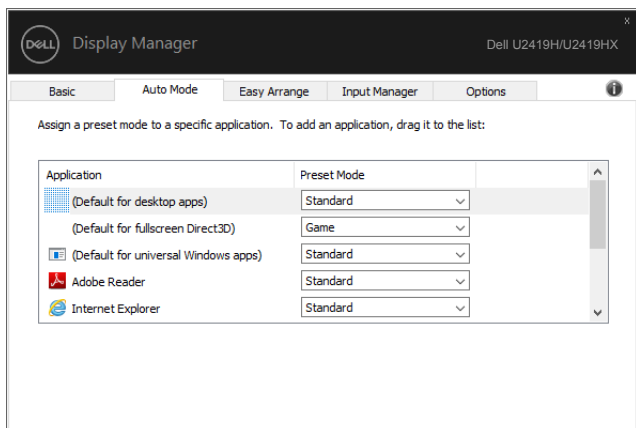 x
DELL Display Manager Dell U2419H/U2419HX
Basic Auto Mode Easy Arrange Input Manager Options i
Assign a preset mode to a specific application. To add an application, drag it to the list:
Application Preset Mode
(Default for desktop apps) Standard
(Default for fullscreen Direct3D) Game
(Default for universal Windows apps) Standard
Adobe Reader Standard
Internet Explorer Standard